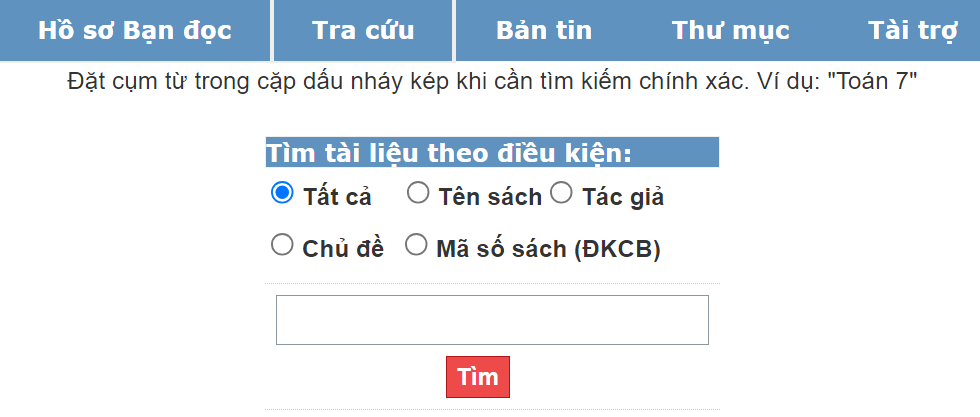 Hồ sơ Bạn đọc Tra cứu Bản tin Thư mục Tài trợ
Đặt cụm từ trong cặp dấu nháy kép khi cần tìm kiếm chính xác. Ví dụ: "Toán 7"
Tìm tài liệu theo điều kiện:
Tất cả Tên sách Tác giả
Chủ đề Mã số sách (ĐKCB)
Tìm